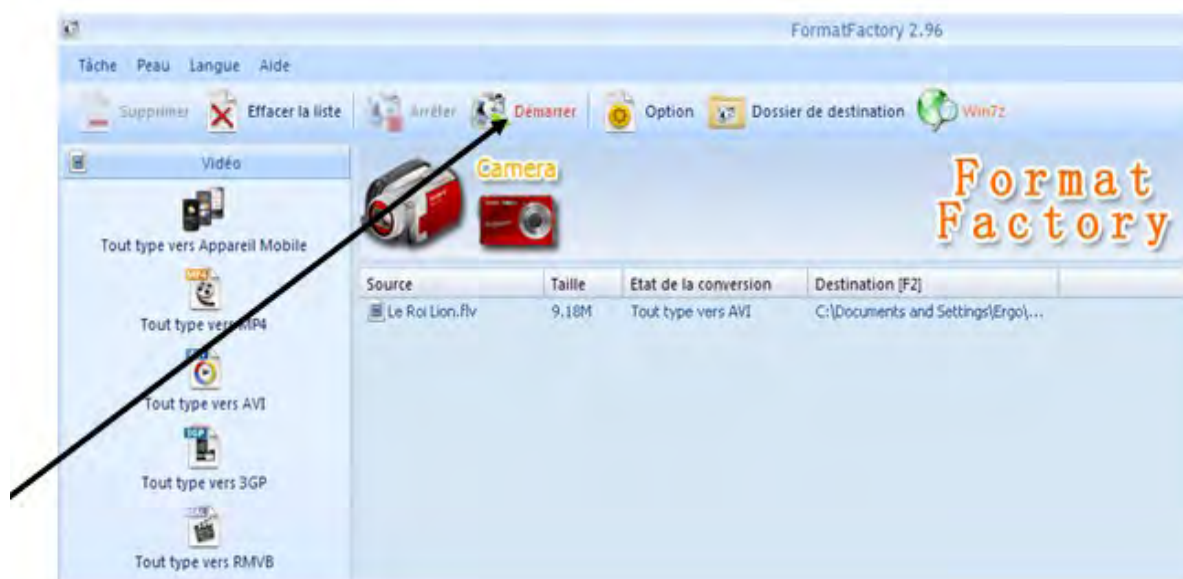 FormatFactory 2.96
Tâche Peau Langue Aide
Supprimer Effacer la liste Arrêter Démarrer Option Dossier de destination Win7z
Vidéo
Camera
Format
Factory
Tout type vers Appareil Mobile
Source Taille Etat de la conversion Destination [F2]
Le Roi Lion.flv 9.18M Tout type vers AVI C:\Documents and Settings\Ergo\...
MP4
Tout type vers MP4
Tout type vers AVI
3GP
Tout type vers 3GP
Tout type vers RMVB